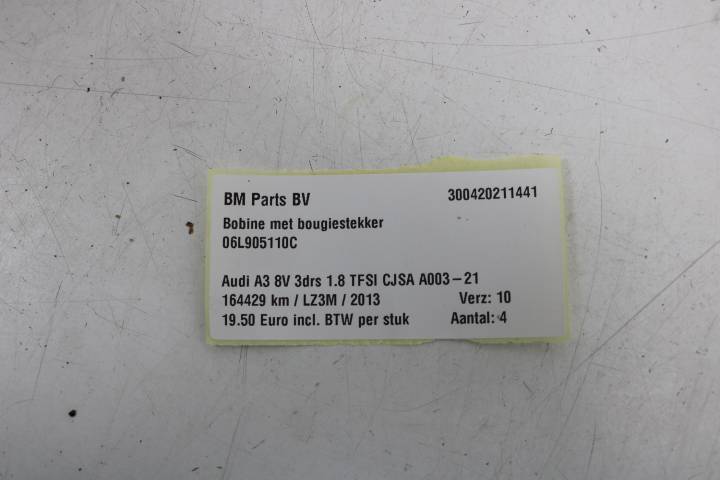 BM Parts BV 300420211441
Bobine met bougiestekker
06L905110C
Audi A3 8V 3drs 1.8 TFSI CJSA A003-21
164429 km / LZ3M / 2013 Verz: 10
19.50 Euro incl. BTW per stuk Aantal: 4